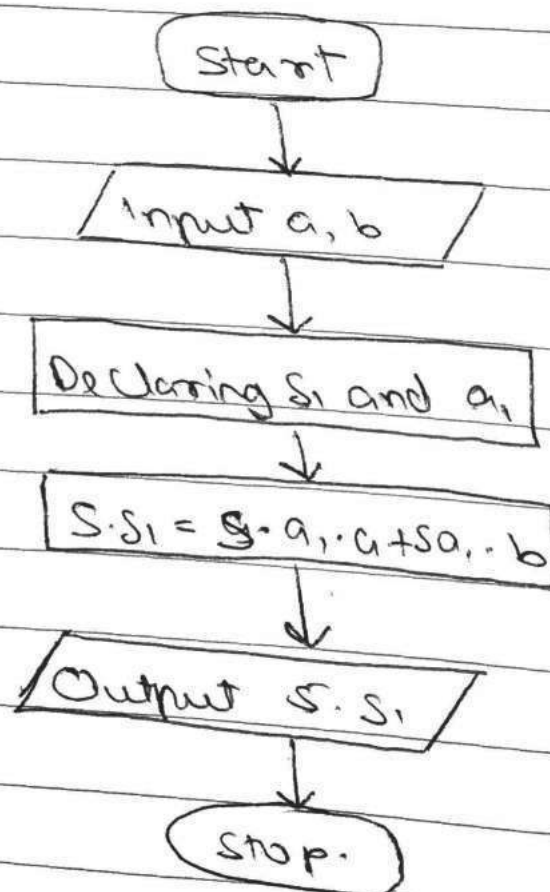 Start
Input a, b
Declaring S₁ and a₁
S.S₁ = S.a₁.a+Sa₁.b
Output S.S₁
Stop.